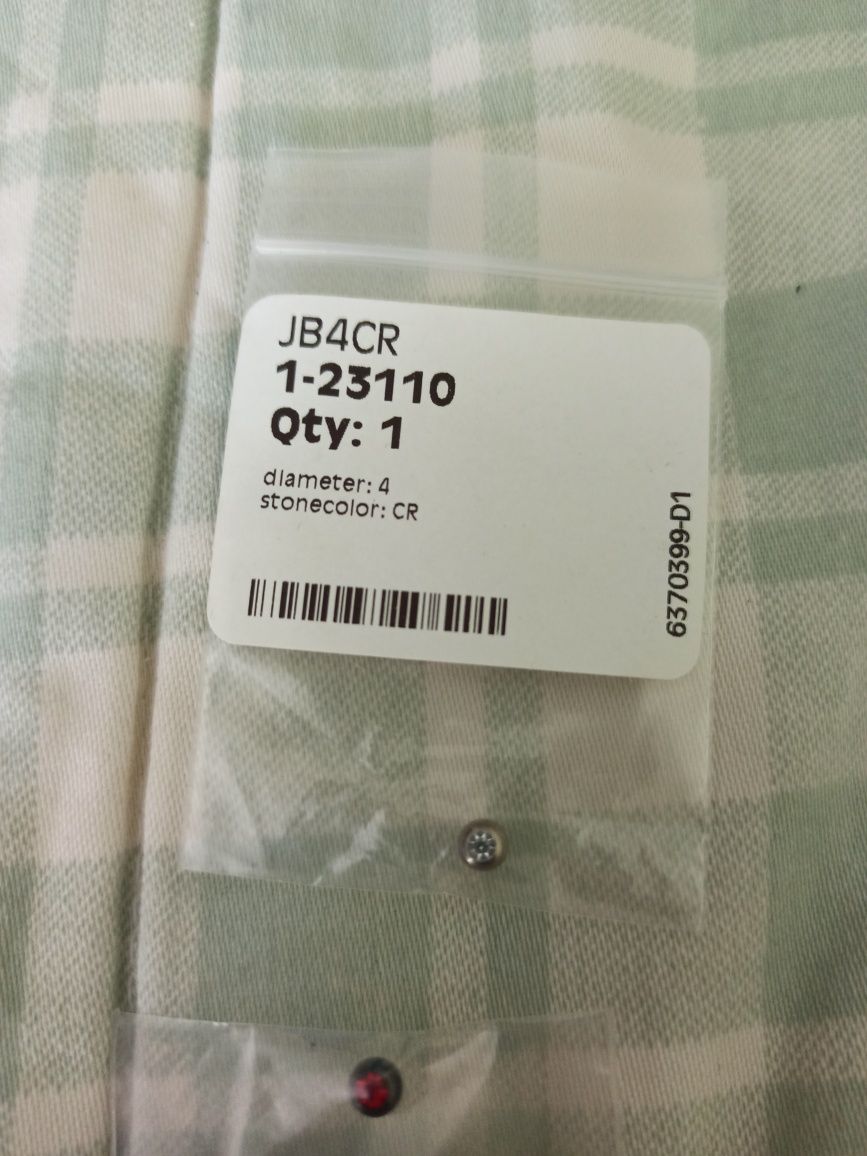 JB4CR
1-23110
Qty: 1
diameter: 4
stonecolor: CR
6370399-D1